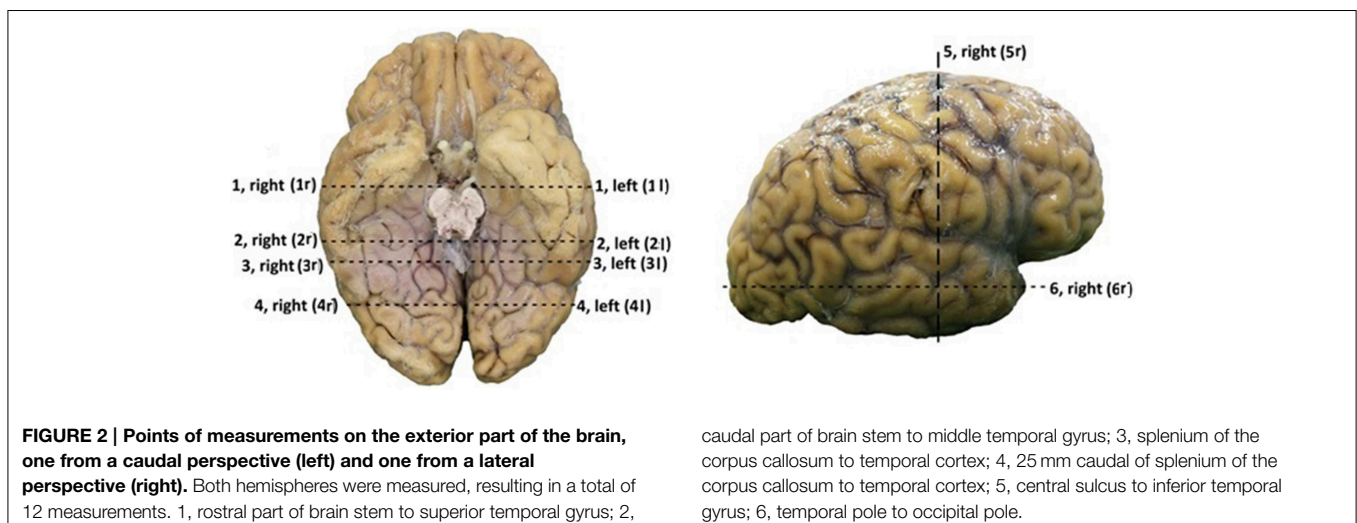 1, right (1r)
1, left (1l)
2, right (2r)
2, left (2l)
3, right (3r)
3, left (3l)
4, right (4r)
4, left (4l)
5, right (5r)
6, right (6r)
FIGURE 2 | Points of measurements on the exterior part of the brain,
one from a caudal perspective (left) and one from a lateral
perspective (right). Both hemispheres were measured, resulting in a total of
12 measurements. 1, rostral part of brain stem to superior temporal gyrus; 2,
caudal part of brain stem to middle temporal gyrus; 3, splenium of the
corpus callosum to temporal cortex; 4, 25 mm caudal of splenium of the
corpus callosum to temporal cortex; 5, central sulcus to inferior temporal
gyrus; 6, temporal pole to occipital pole.